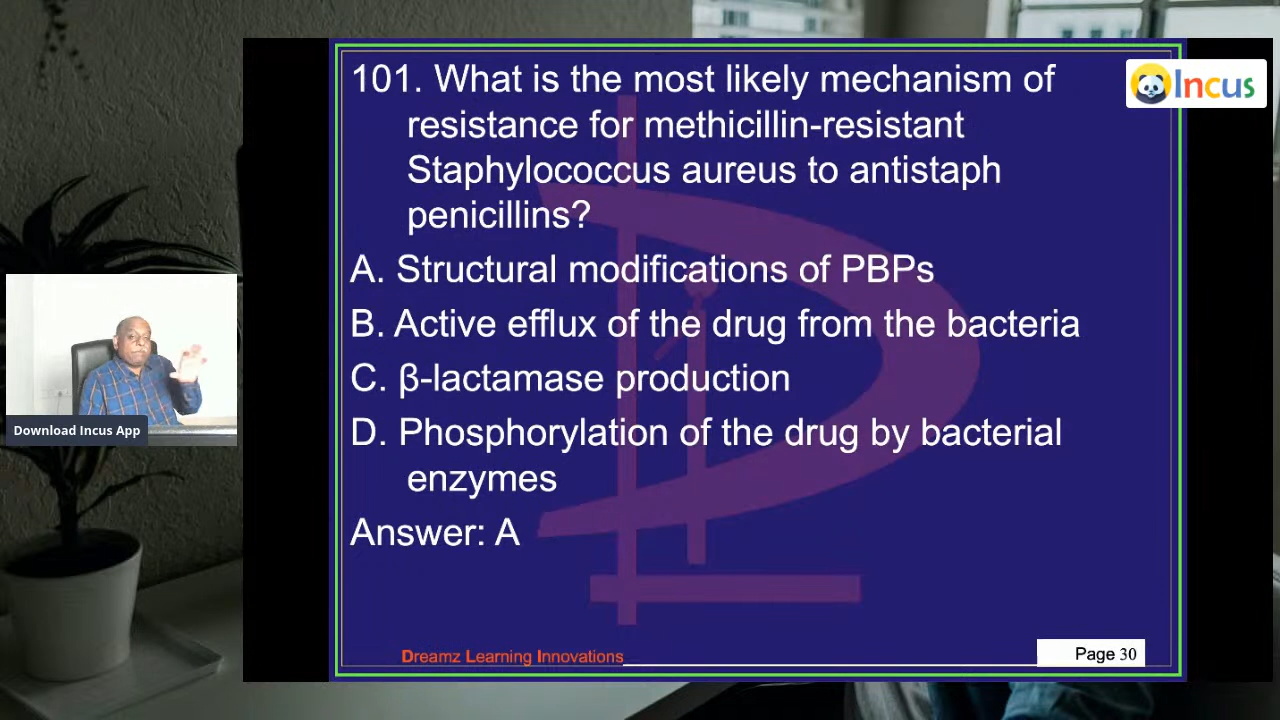 101. What is the most likely mechanism of
resistance for methicillin-resistant
Staphylococcus aureus to antistaph
penicillins?
A. Structural modifications of PBPs
B. Active efflux of the drug from the bacteria
C. β-lactamase production
D. Phosphorylation of the drug by bacterial
enzymes
Answer: A
Dreamz Learning Innovations
Page 30
Incus
Download Incus App